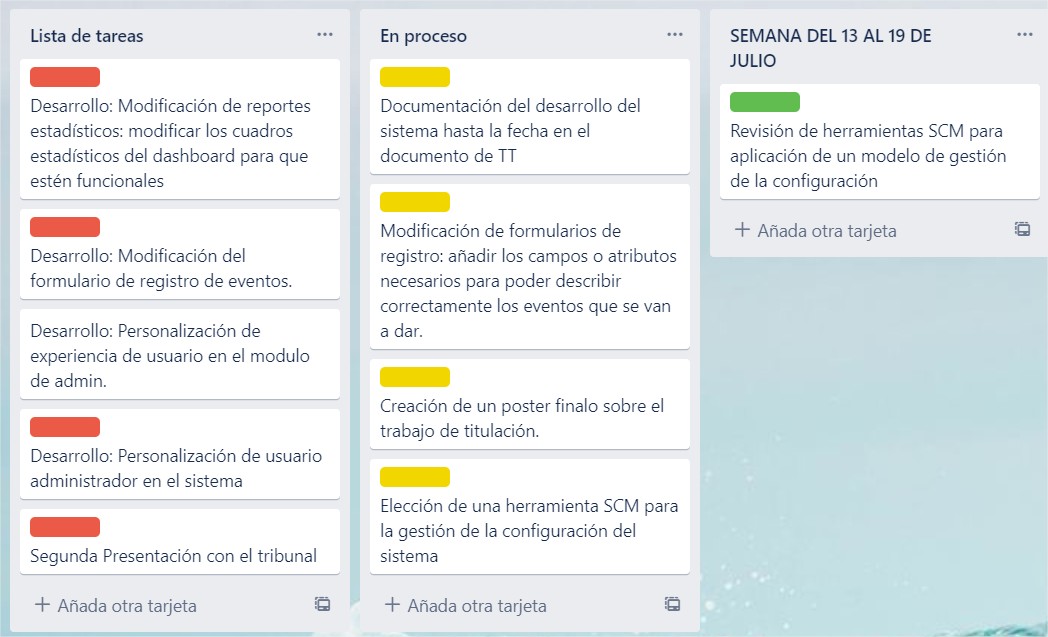 Lista de tareas
Desarrollo: Modificación de reportes
estadísticos: modificar los cuadros
estadísticos del dashboard para que
estén funcionales
Desarrollo: Modificación del
formulario de registro de eventos.
Desarrollo: Personalización de
experiencia de usuario en el modulo
de admin.
Desarrollo: Personalización de usuario
administrador en el sistema
Segunda Presentación con el tribunal
+ Añada otra tarjeta
En proceso
Documentación del desarrollo del
sistema hasta la fecha en el
documento de TT
Modificación de formularios de
registro: añadir los campos o atributos
necesarios para poder describir
correctamente los eventos que se van
a dar.
Creación de un poster finalo sobre el
trabajo de titulación.
Elección de una herramienta SCM para
la gestión de la configuración del
sistema
+ Añada otra tarjeta
SEMANA DEL 13 AL 19 DE
JULIO
Revisión de herramientas SCM para
aplicación de un modelo de gestión
de la configuración
+ Añada otra tarjeta